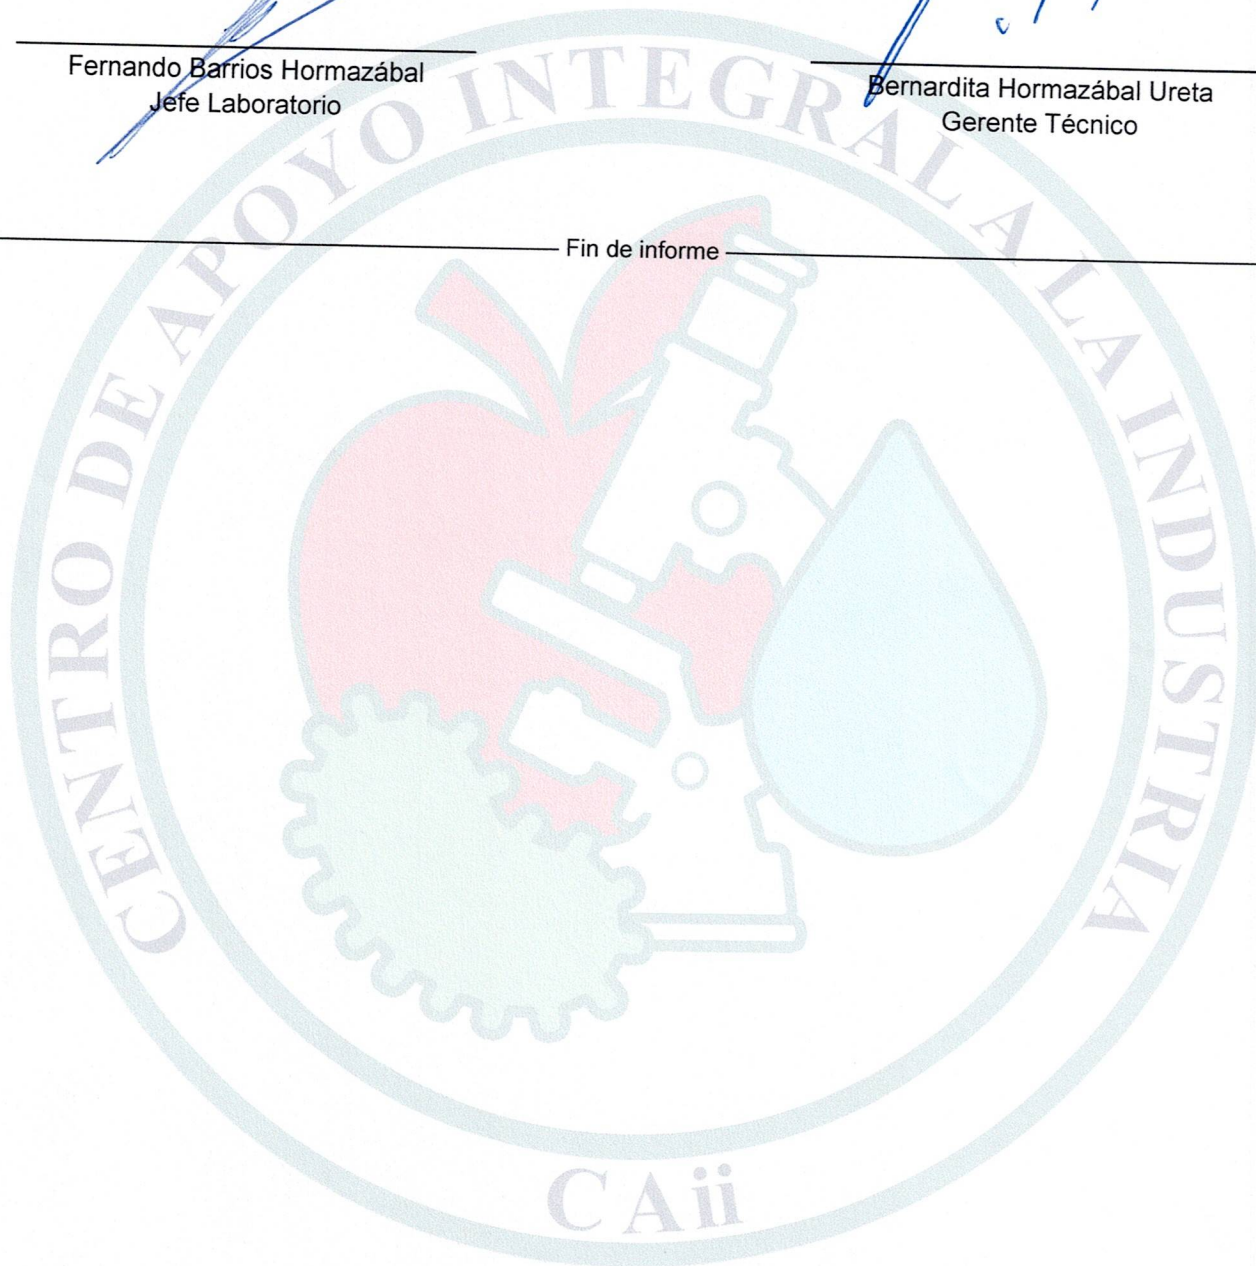 Fernando Barrios Hormazábal
Jefe Laboratorio
Bernardita Hormazábal Ureta
Gerente Técnico
Fin de informe
CENTRO DE APOYO INTEGRAL A LA INDUSTRIA
CAii